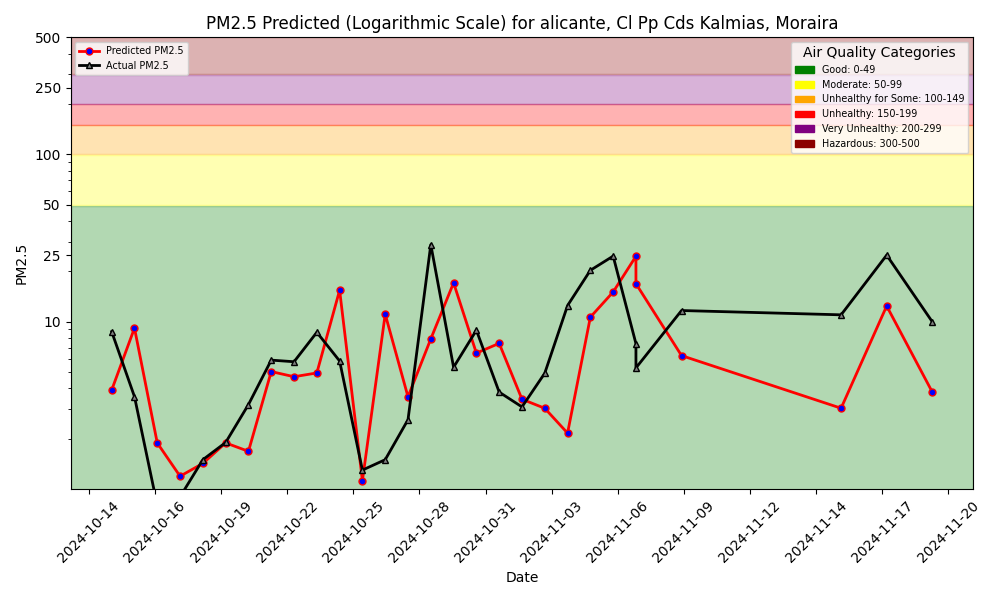 PM2.5 Predicted (Logarithmic Scale) for alicante, Cl Pp Cds Kalmias, Moraira
Predicted PM2.5
Actual PM2.5
Air Quality Categories
Good: 0-49
Moderate: 50-99
Unhealthy for Some: 100-149
Unhealthy: 150-199
Very Unhealthy: 200-299
Hazardous: 300-500
500
250
100
50
25
10
PM2.5
2024-10-14
2024-10-16
2024-10-19
2024-10-22
2024-10-25
2024-10-28
2024-10-31
2024-11-03
2024-11-06
2024-11-09
2024-11-12
2024-11-14
2024-11-17
2024-11-20
Date